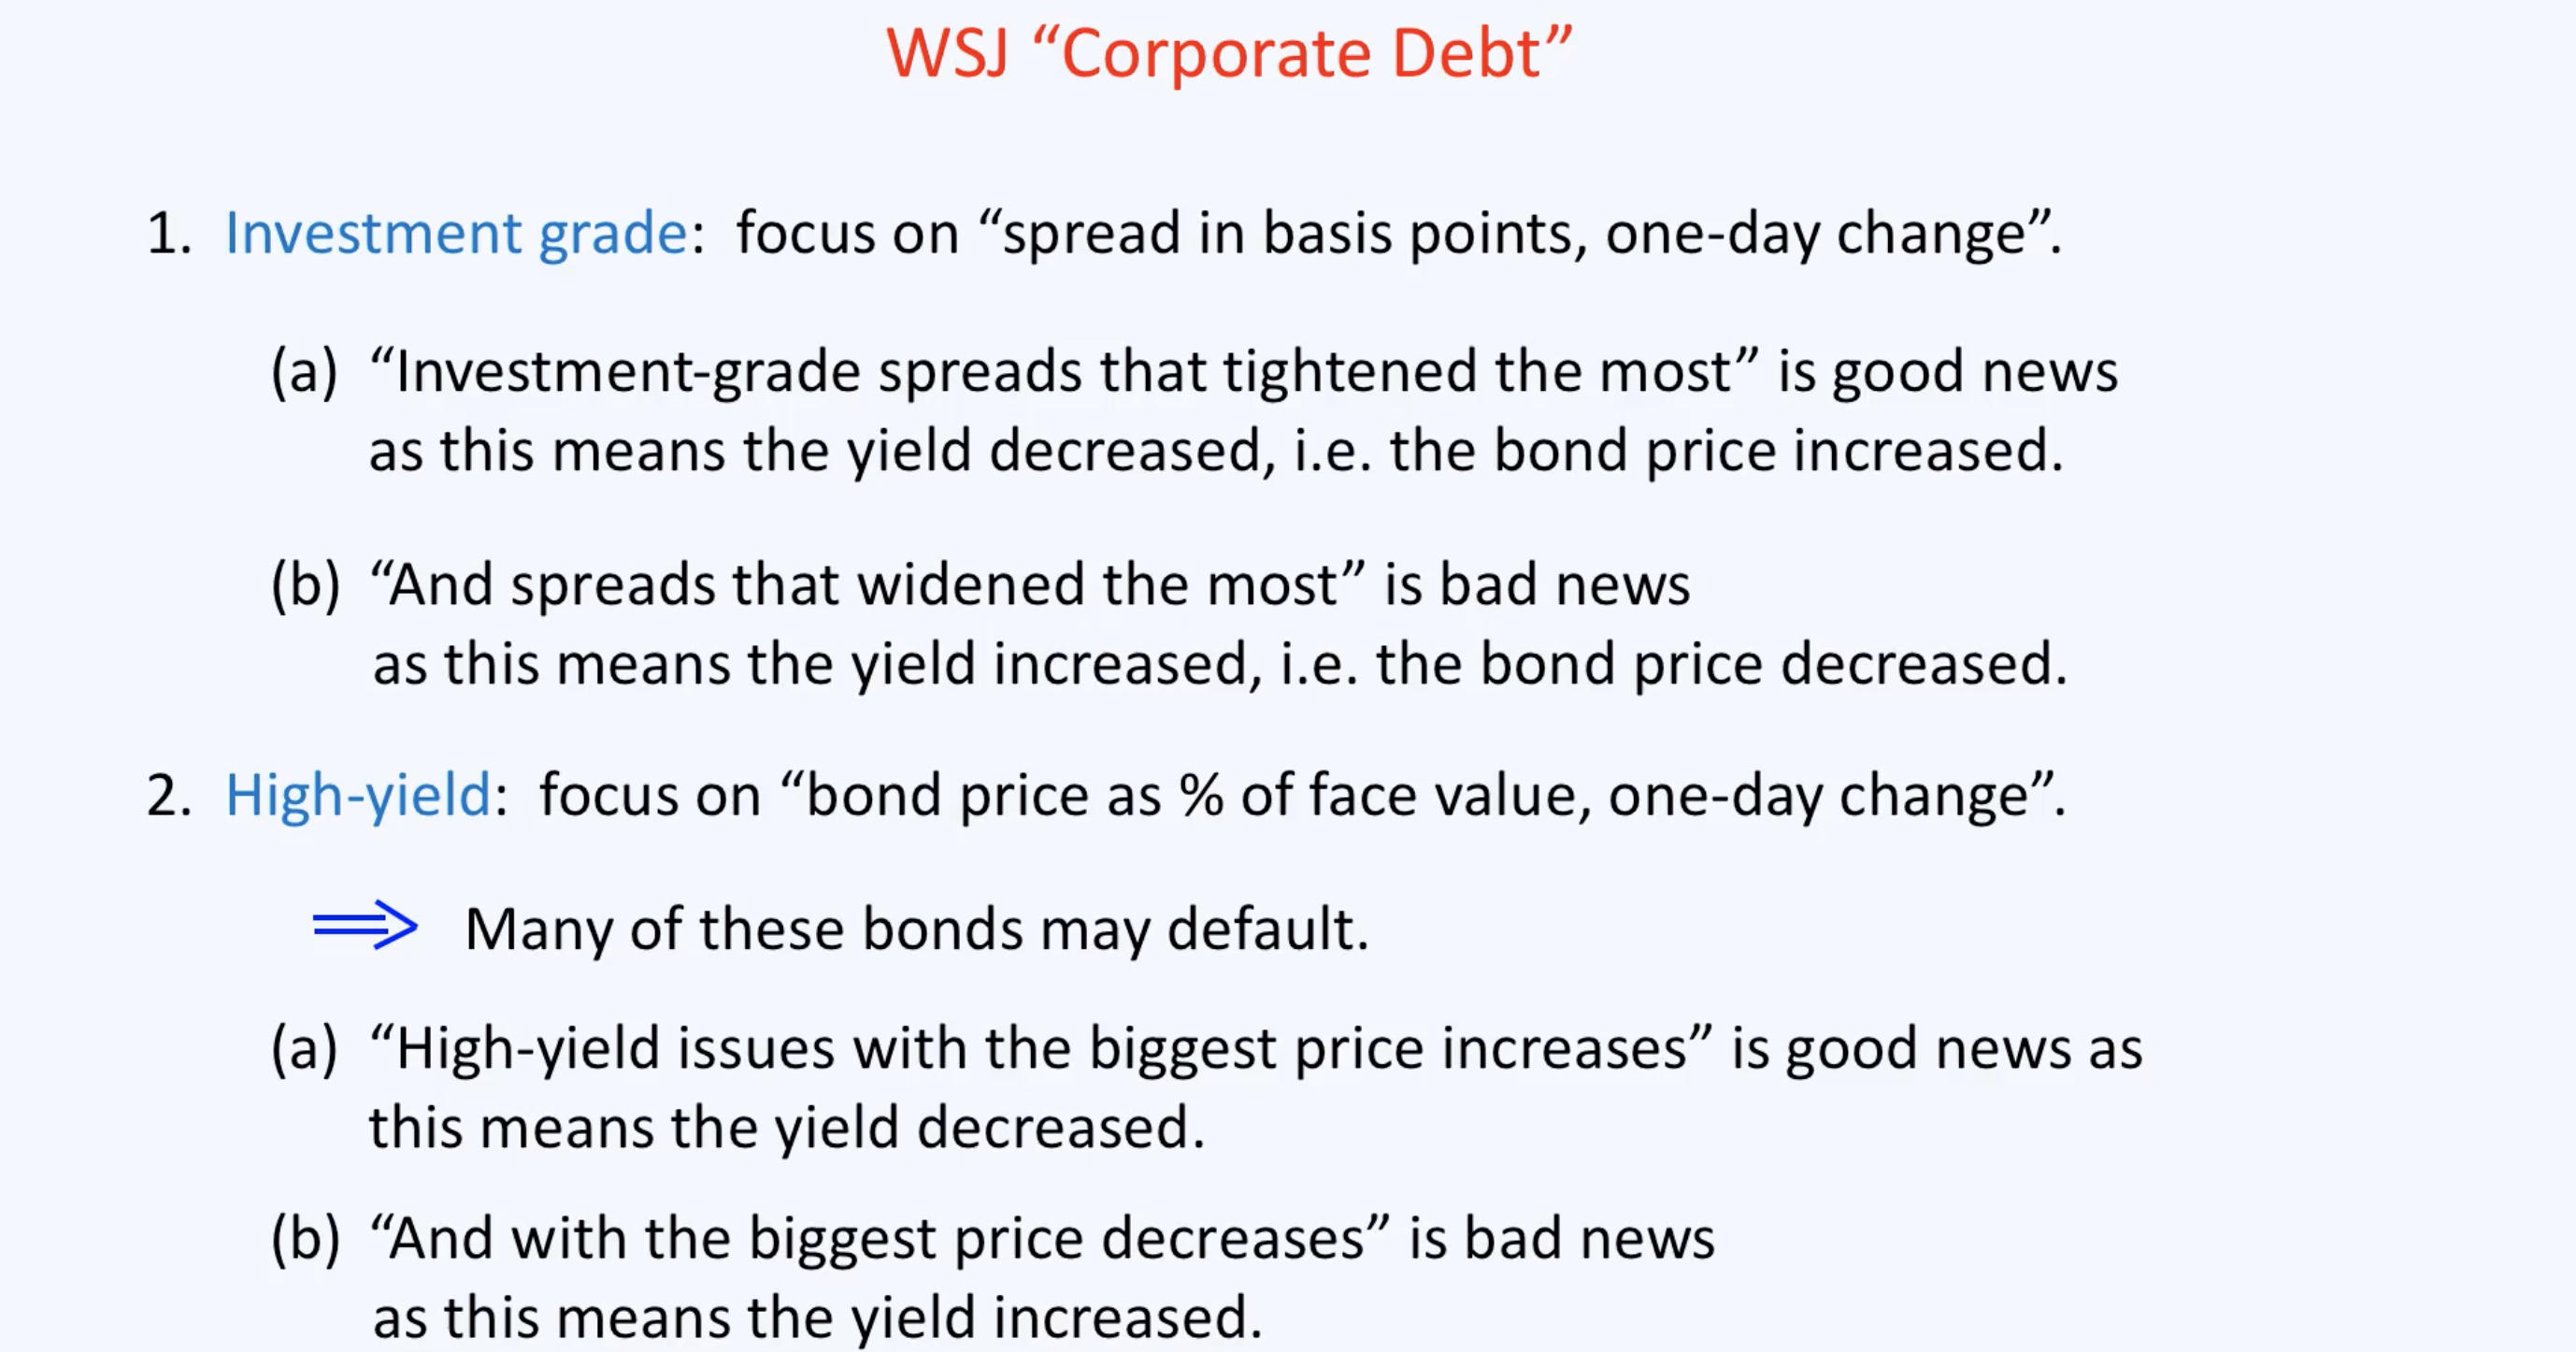 WSJ “Corporate Debt”
1. Investment grade: focus on “spread in basis points, one-day change”.
(a) “Investment-grade spreads that tightened the most” is good news
as this means the yield decreased, i.e. the bond price increased.
(b) “And spreads that widened the most” is bad news
as this means the yield increased, i.e. the bond price decreased.
2. High-yield: focus on “bond price as % of face value, one-day change”.
⟹ Many of these bonds may default.
(a) “High-yield issues with the biggest price increases” is good news as
this means the yield decreased.
(b) “And with the biggest price decreases” is bad news
as this means the yield increased.